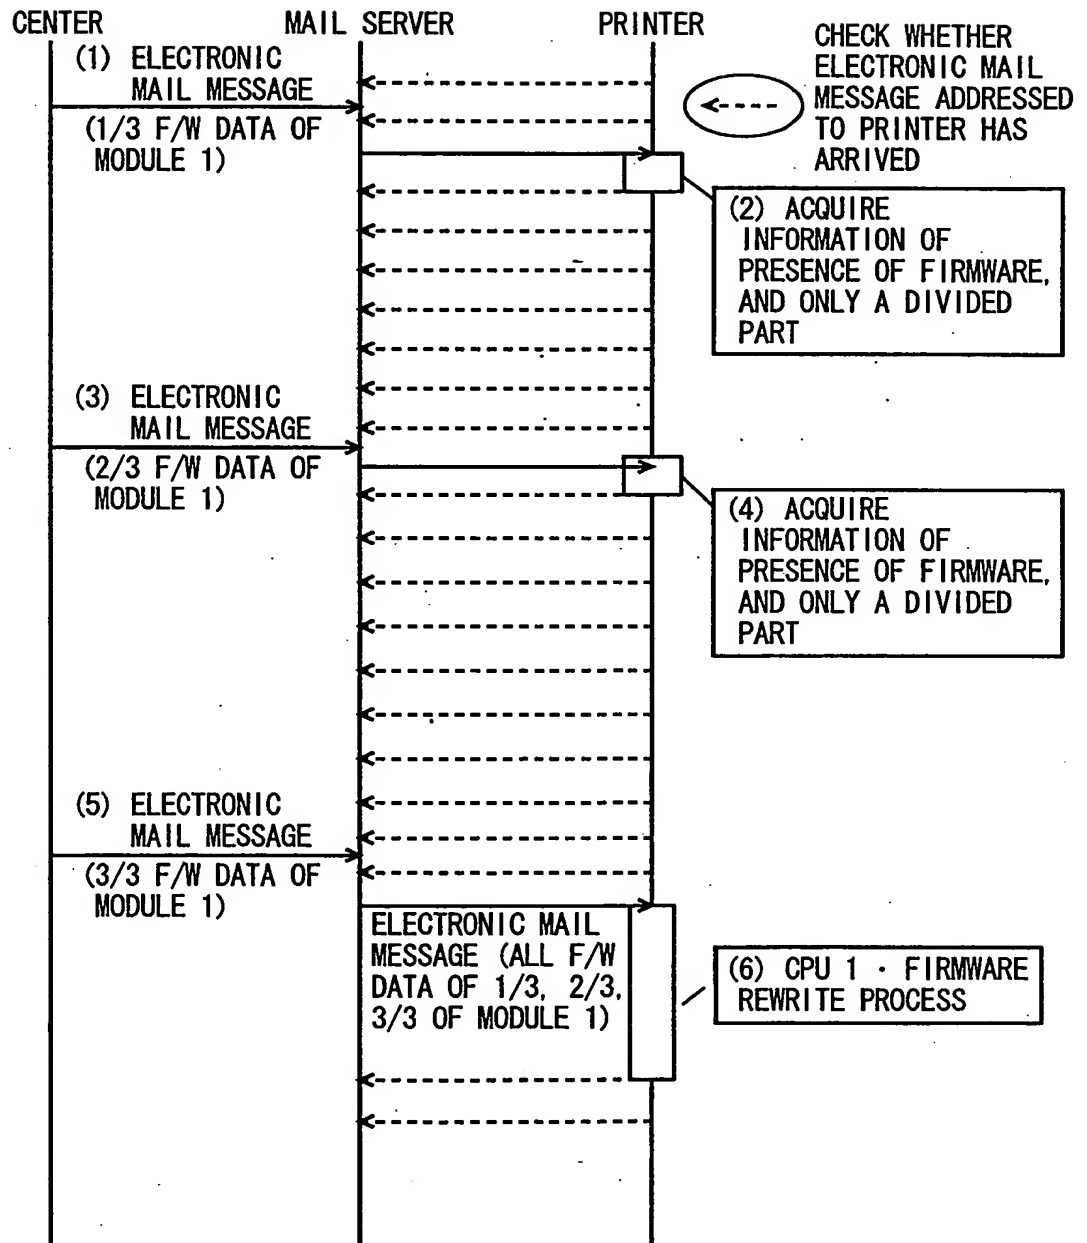 CENTER
MAIL SERVER
PRINTER
CHECK WHETHER
ELECTRONIC MAIL
MESSAGE ADDRESSED
TO PRINTER HAS
ARRIVED
(1) ELECTRONIC
MAIL MESSAGE
(1/3 F/W DATA OF
MODULE 1)
(2) ACQUIRE
INFORMATION OF
PRESENCE OF FIRMWARE,
AND ONLY A DIVIDED
PART
(3) ELECTRONIC
MAIL MESSAGE
(2/3 F/W DATA OF
MODULE 1)
(4) ACQUIRE
INFORMATION OF
PRESENCE OF FIRMWARE,
AND ONLY A DIVIDED
PART
(5) ELECTRONIC
MAIL MESSAGE
(3/3 F/W DATA OF
MODULE 1)
ELECTRONIC MAIL
MESSAGE (ALL F/W
DATA OF 1/3, 2/3,
3/3 OF MODULE 1)
(6) CPU 1 · FIRMWARE
REWRITE PROCESS